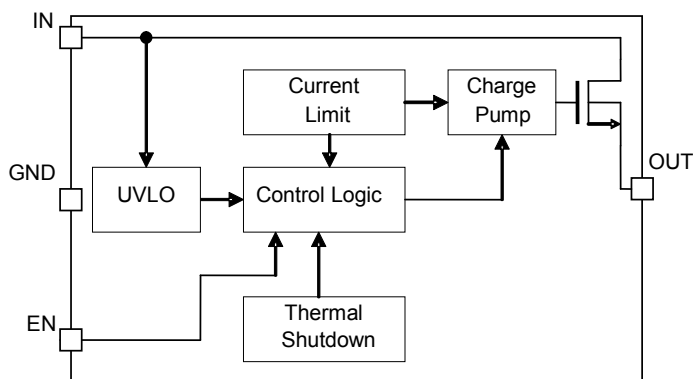 IN
Current
Limit
Charge
Pump
GND
OUT
UVLO
Control Logic
EN
Thermal
Shutdown